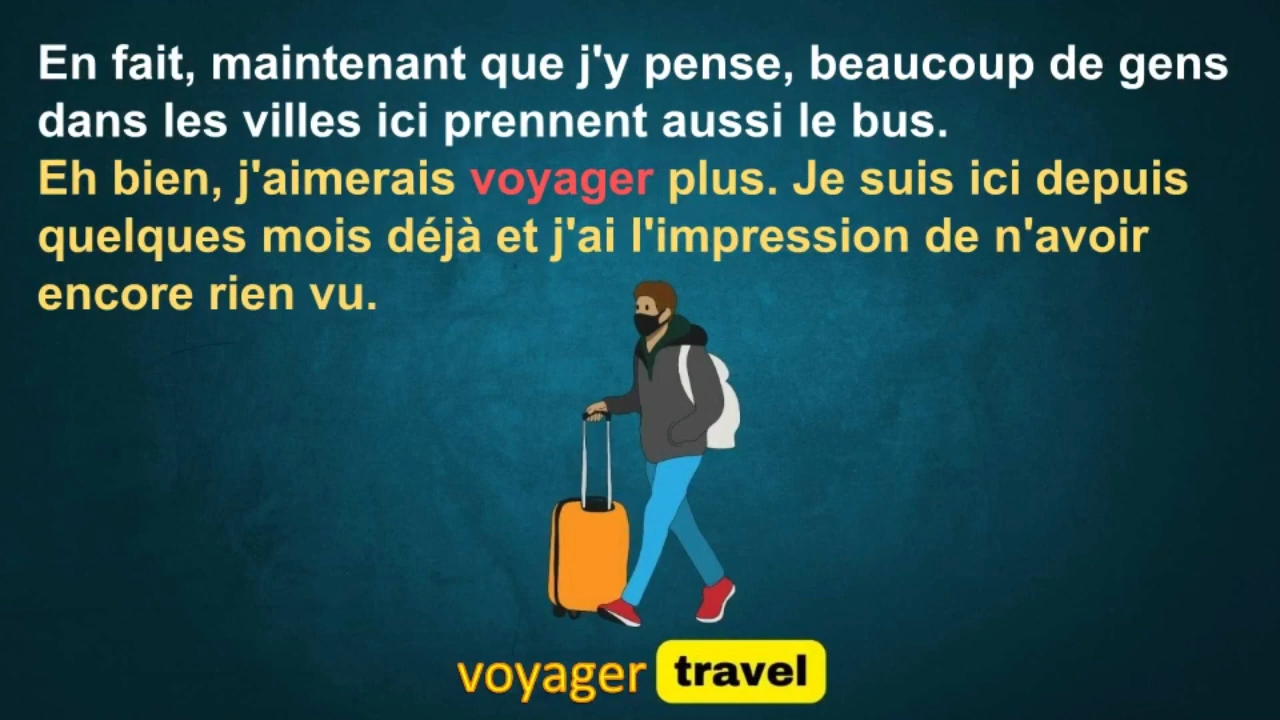 En fait, maintenant que j'y pense, beaucoup de gens
dans les villes ici prennent aussi le bus.
Eh bien, j'aimerais voyager plus. Je suis ici depuis
quelques mois déjà et j'ai l'impression de n'avoir
encore rien vu.
voyager travel